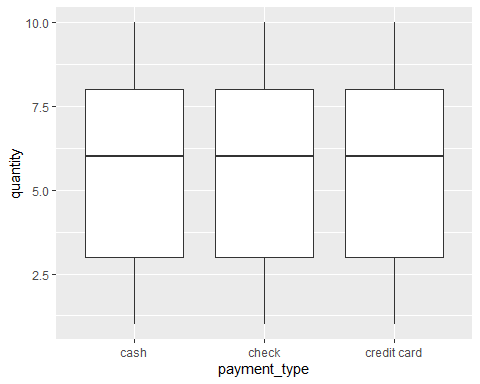 10.0
7.5
5.0
2.5
quantity
cash check credit card
payment_type